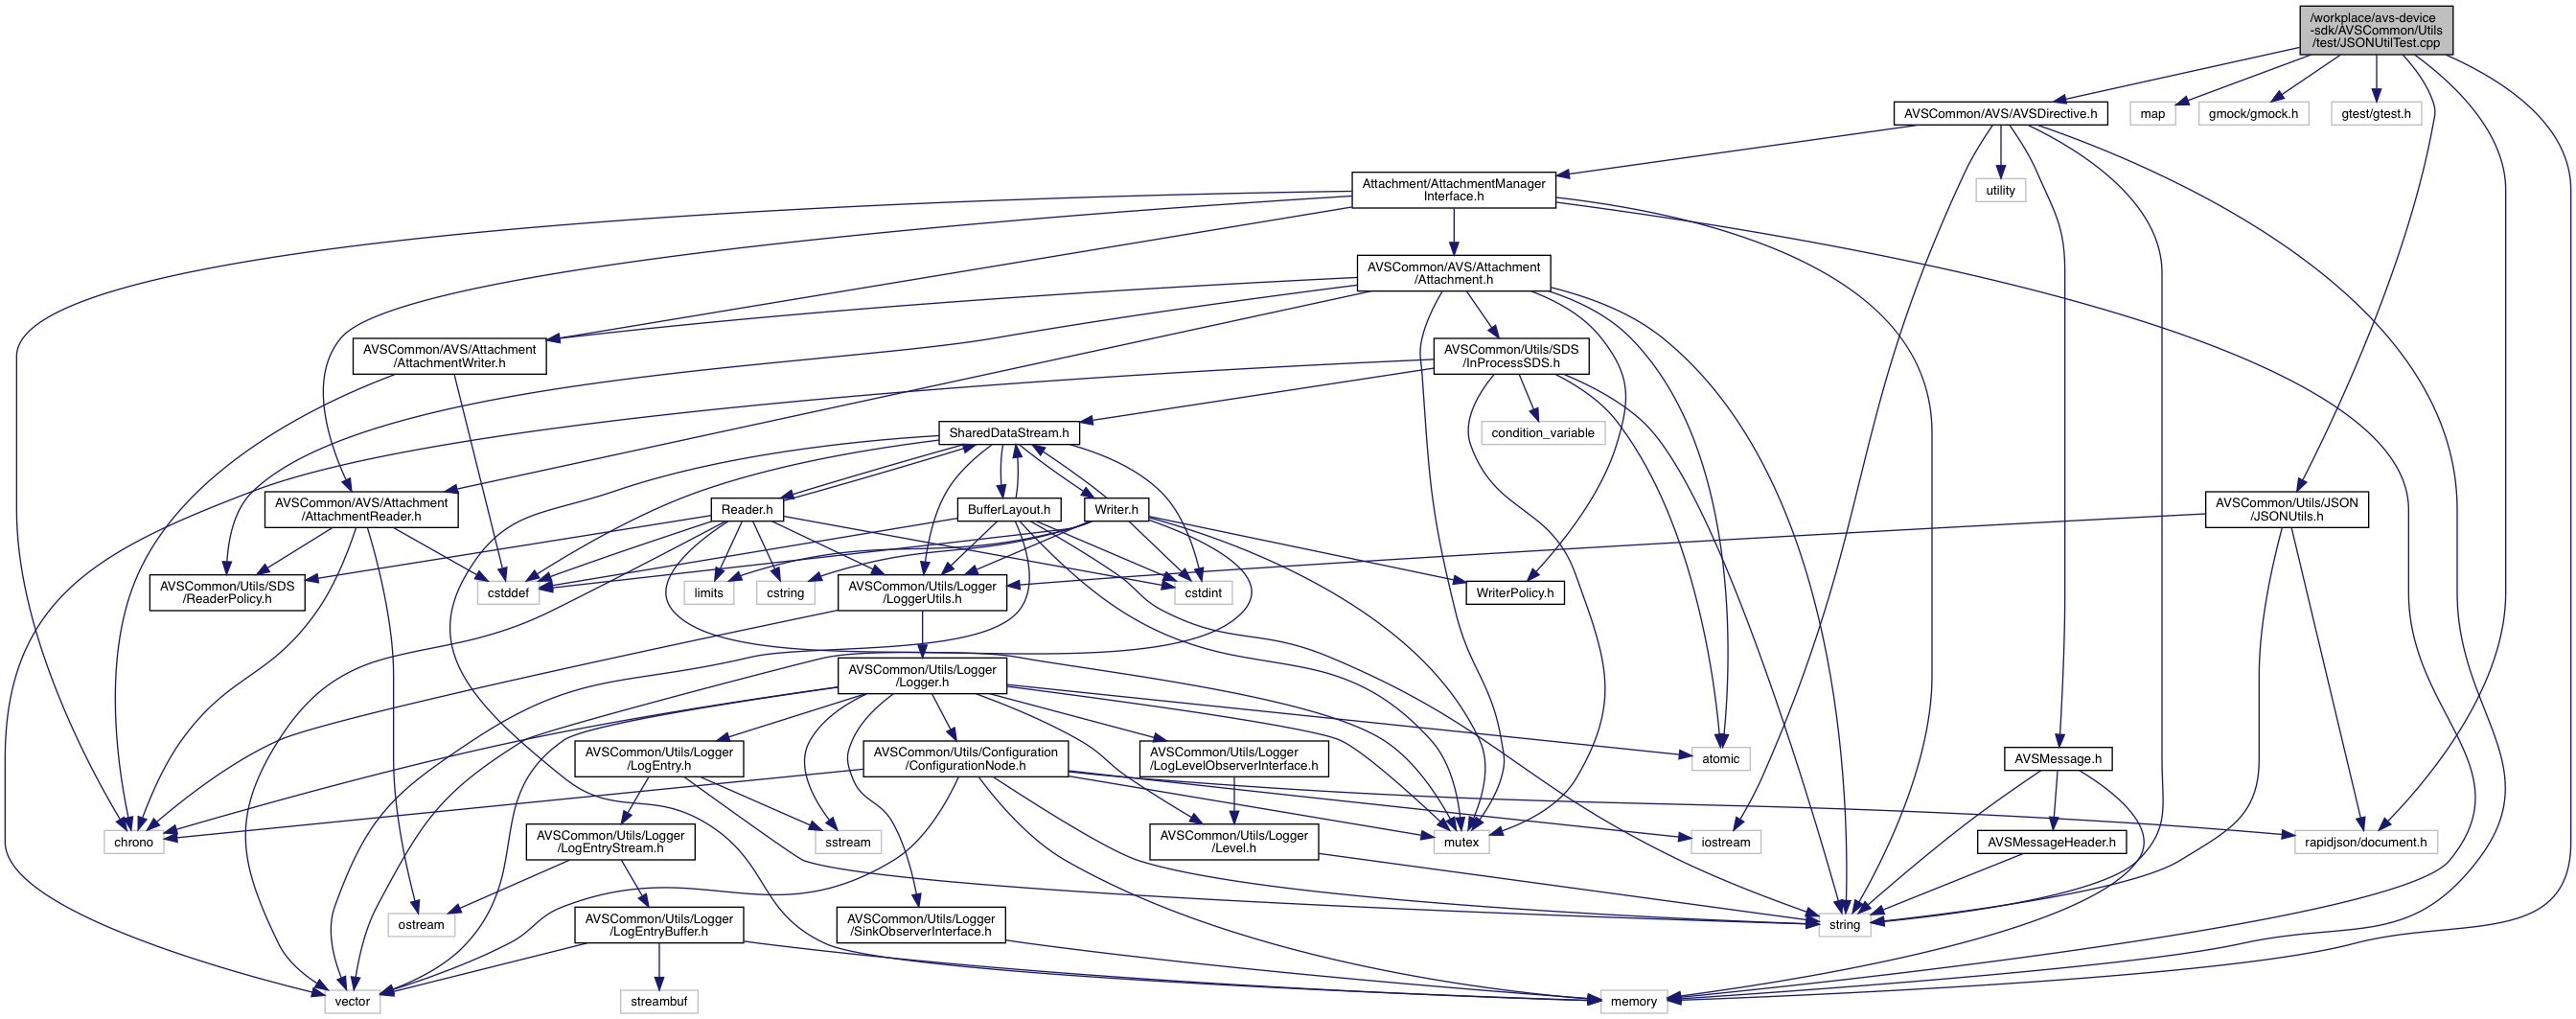 /workplace/avs-device
-sdk/AVSCommon/Utils
/test/JSONUtilTest.cpp
AVSCommon/AVS/AVSDirective.h
map
gmock/gmock.h
gtest/gtest.h
Attachment/AttachmentManager
Interface.h
utility
AVSCommon/AVS/Attachment
/Attachment.h
AVSCommon/AVS/Attachment
/AttachmentWriter.h
AVSCommon/Utils/SDS
/InProcessSDS.h
SharedDataStream.h
condition_variable
AVSCommon/AVS/Attachment
/AttachmentReader.h
Reader.h
BufferLayout.h
Writer.h
AVSCommon/Utils/JSON
/JSONUtils.h
AVSCommon/Utils/SDS
/ReaderPolicy.h
cstddef
limits
cstring
AVSCommon/Utils/Logger
/LoggerUtils.h
cstdint
WriterPolicy.h
AVSCommon/Utils/Logger
/Logger.h
AVSCommon/Utils/Logger
/LogEntry.h
AVSCommon/Utils/Configuration
/ConfigurationNode.h
AVSCommon/Utils/Logger
/LogLevelObserverInterface.h
atomic
AVSMessage.h
chrono
AVSCommon/Utils/Logger
/LogEntryStream.h
sstream
AVSCommon/Utils/Logger
/Level.h
mutex
iostream
AVSMessageHeader.h
rapidjson/document.h
ostream
AVSCommon/Utils/Logger
/LogEntryBuffer.h
AVSCommon/Utils/Logger
/SinkObserverInterface.h
string
vector
streambuf
memory